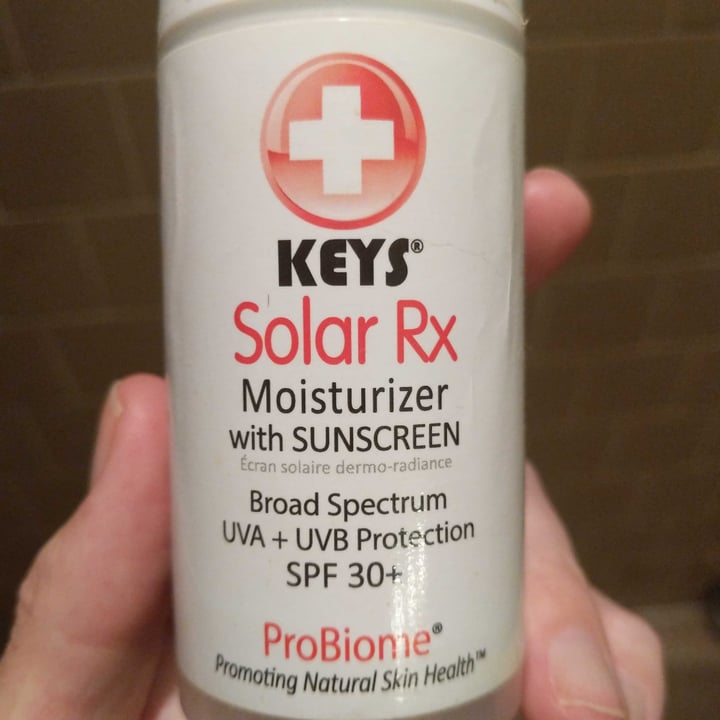 KEYS®
Solar Rx
Moisturizer
with SUNSCREEN
Écran solaire dermo-radiance
Broad Spectrum
UVA + UVB Protection
SPF 30+
ProBiome®
Promoting Natural Skin Health™